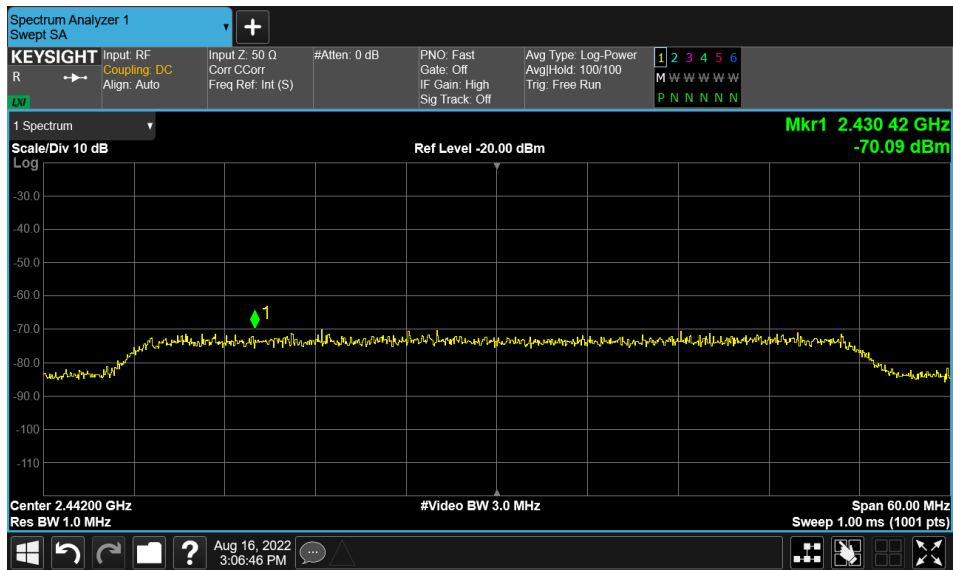 Spectrum Analyzer 1
Swept SA
+
KEYSIGHT Input: RF Input Z: 50 Ω #Atten: 0 dB PNO: Fast Avg Type: Log-Power 1 2 3 4 5 6
R Coupling: DC Corr CCorr Gate: Off Avg|Hold: 100/100 M W W W W W
Align: Auto Freq Ref: Int (S) IF Gain: High Trig: Free Run
LXI Sig Track: Off P N N N N N
1 Spectrum Mkr1 2.430 42 GHz
Scale/Div 10 dB Ref Level -20.00 dBm -70.09 dBm
Log
-30.0
-40.0
-50.0
-60.0
1
-70.0
-80.0
-90.0
-100
-110
Center 2.44200 GHz #Video BW 3.0 MHz Span 60.00 MHz
Res BW 1.0 MHz Sweep 1.00 ms (1001 pts)
? Aug 16, 2022
3:06:46 PM